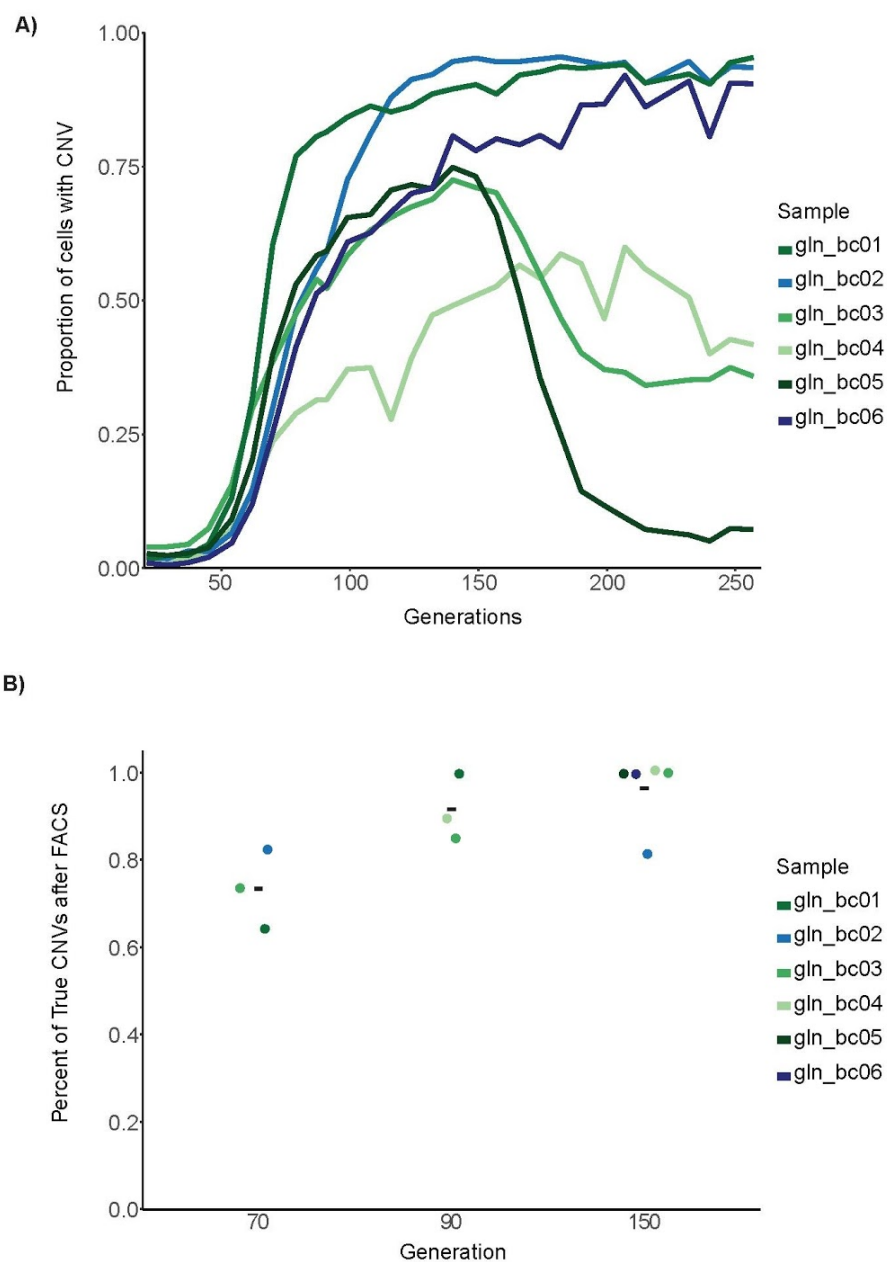 A)
1.00
0.75
0.50
0.25
0.00
Proportion of cells with CNV
50 100 150 200 250
Generations
Sample
gln_bc01
gln_bc02
gln_bc03
gln_bc04
gln_bc05
gln_bc06
B)
1.0
0.8
0.6
0.4
0.2
0.0
Percent of True CNVs after FACS
70 90 150
Generation
Sample
gln_bc01
gln_bc02
gln_bc03
gln_bc04
gln_bc05
gln_bc06